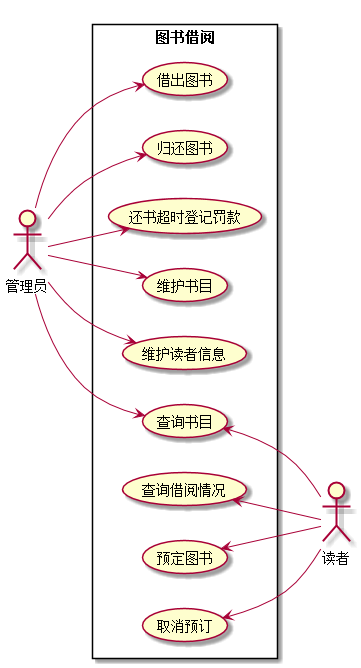 图书借阅
借出图书
归还图书
还书超时登记罚款
维护书目
管理员
维护读者信息
查询书目
查询借阅情况
预定图书
读者
取消预订